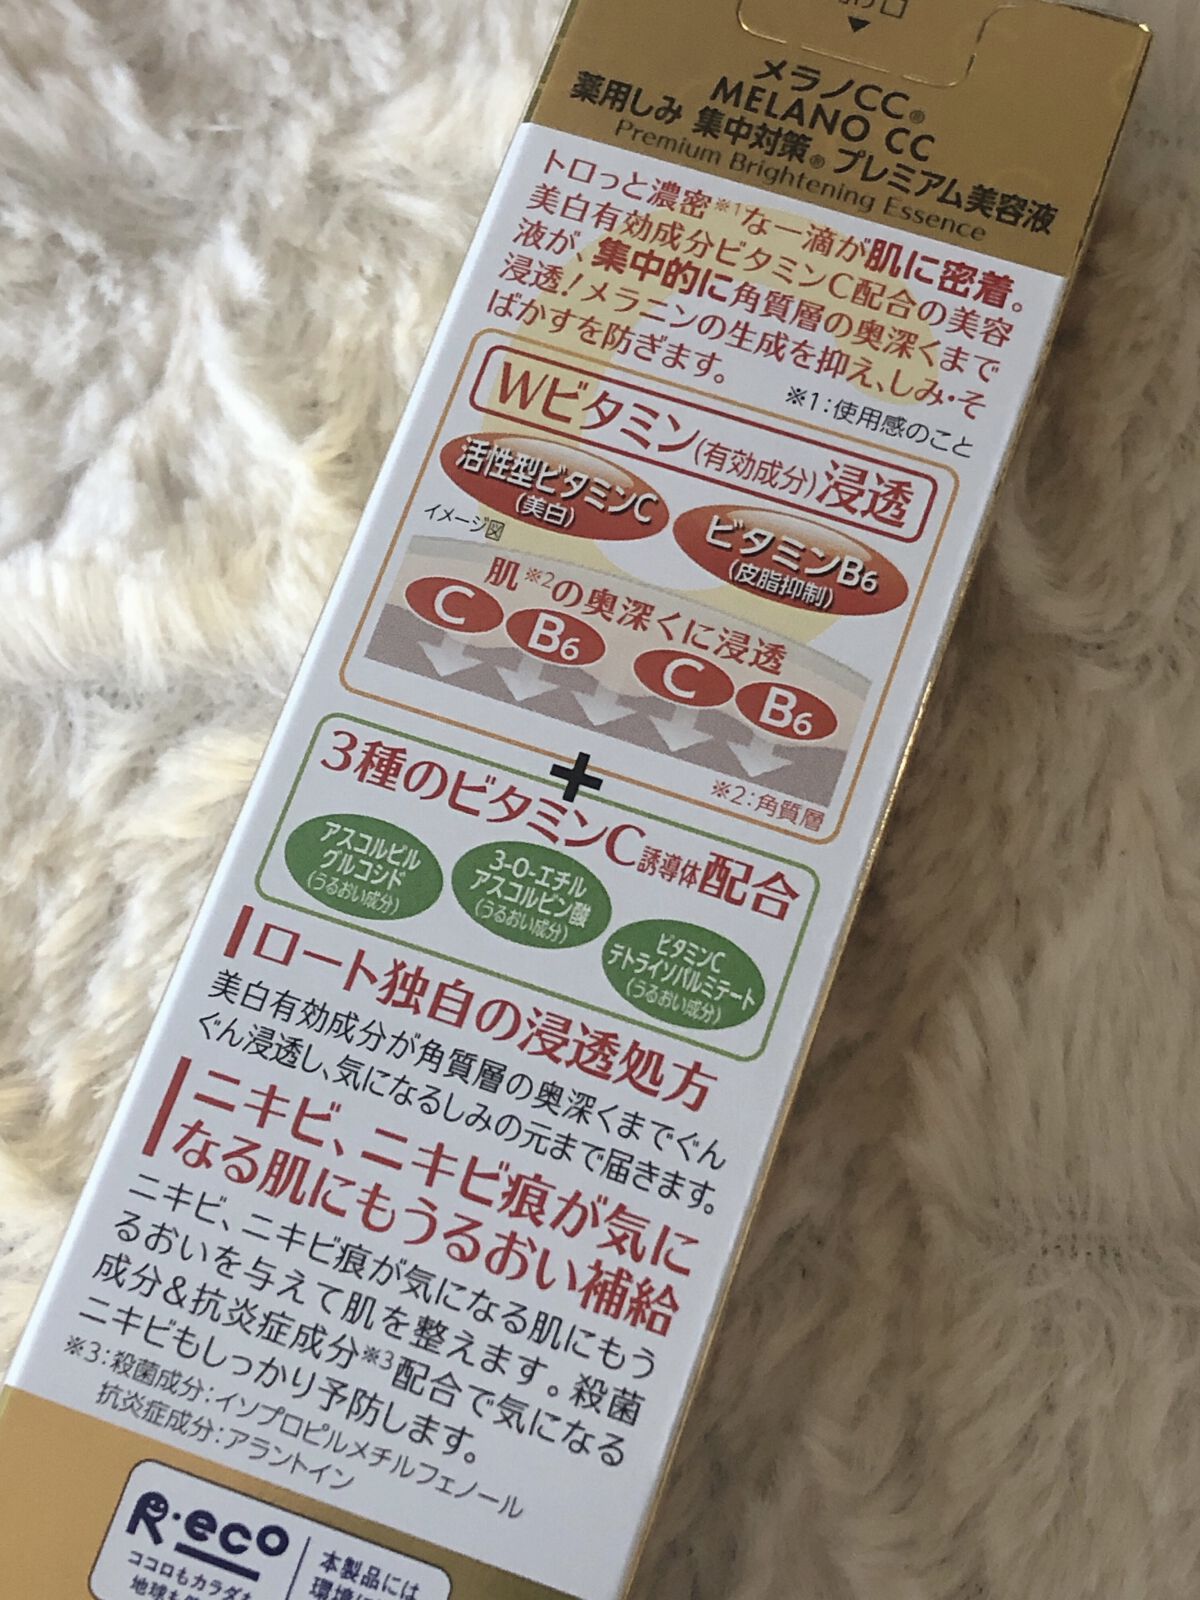 メラノCC®
MELANO CC
薬用しみ 集中対策® プレミアム美容液
Premium Brightening Essence
トロっと濃密※1な一滴が肌に密着。
美白有効成分ビタミンC配合の美容
液が、集中的に角質層の奥深くまで
浸透!メラニンの生成を抑え、しみ・そ
ばかすを防ぎます。
※1:使用感のこと
Wビタミン(有効成分)浸透
活性型ビタミンC
(美白)
ビタミンB6
(皮脂抑制)
イメージ図
肌※2の奥深くに浸透
C B6 C B6
※2:角質層
+
3種のビタミンC誘導体配合
アスコルビル
グルコシド
(うるおい成分)
3-O-エチル
アスコルビン酸
(うるおい成分)
ビタミンC
テトライソパルミテート
(うるおい成分)
ロート独自の浸透処方
美白有効成分が角質層の奥深くまでぐん
ぐん浸透し、気になるしみの元まで届きます。
ニキビ、ニキビ痕が気に
なる肌にもうるおい補給
ニキビ、ニキビ痕が気になる肌にもう
るおいを与えて肌を整えます。殺菌
成分&抗炎症成分※3配合で気になる
ニキビもしっかり予防します。
※3:殺菌成分:イソプロピルメチルフェノール
抗炎症成分:アラントイン
R・eco
ココロもカラダも
本製品には